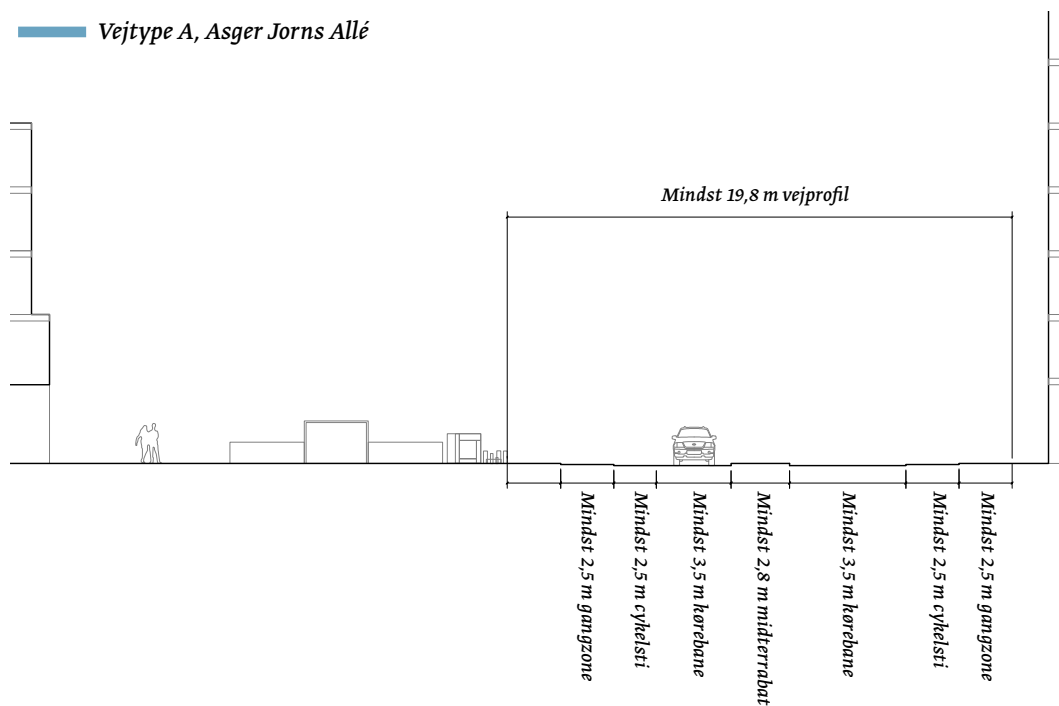 Vejtype A, Asger Jorns Allé
Mindst 19,8 m vejprofil
Mindst 2,5 m gangzone
Mindst 2,5 m cykelsti
Mindst 3,5 m kørebane
Mindst 2,8 m midterrabat
Mindst 3,5 m kørebane
Mindst 2,5 m cykelsti
Mindst 2,5 m gangzone